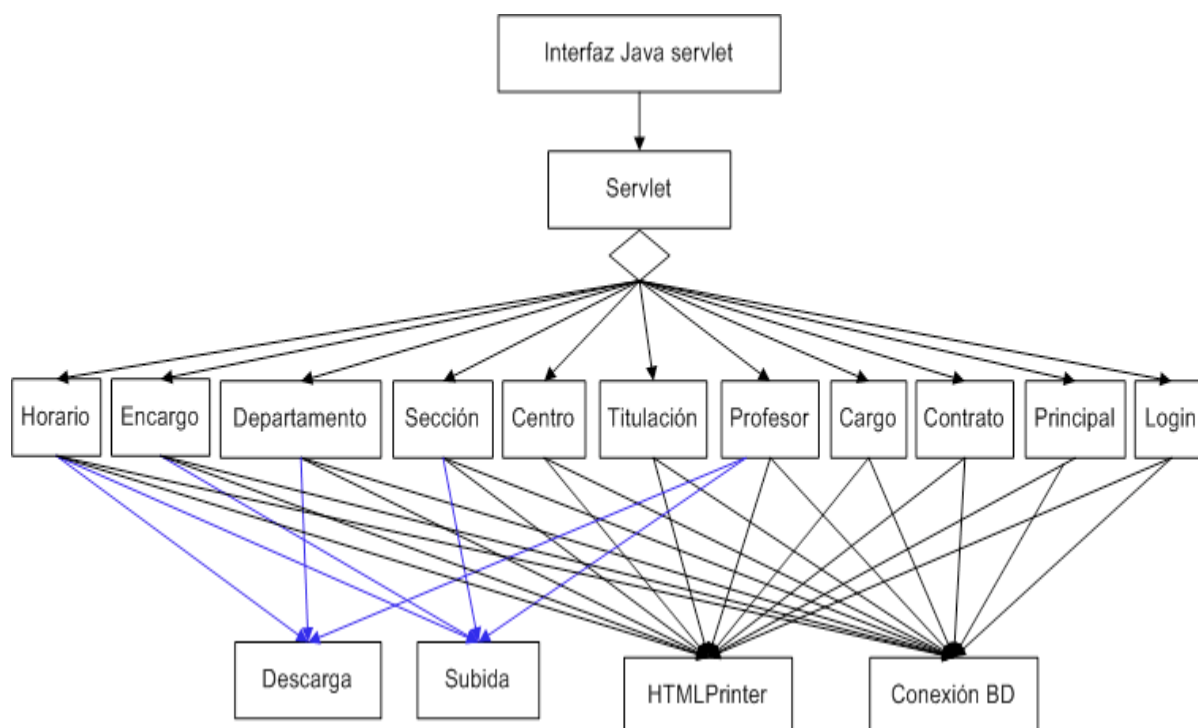 Interfaz Java servlet
Servlet
Horario
Encargo
Departamento
Sección
Centro
Titulación
Profesor
Cargo
Contrato
Principal
Login
Descarga
Subida
HTMLPrinter
Conexión BD